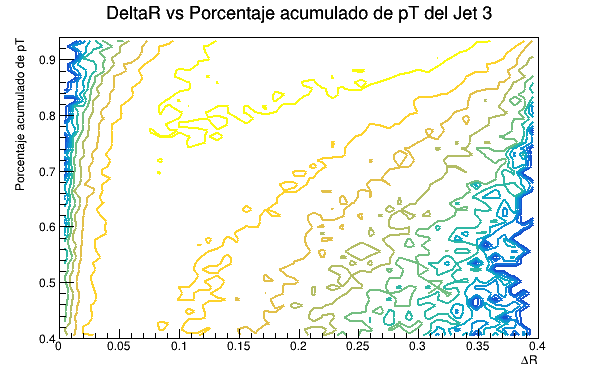 DeltaR vs Porcentaje acumulado de pT del Jet 3
Porcentaje acumulado de pT
0.9
0.8
0.7
0.6
0.5
0.4
0 0.05 0.1 0.15 0.2 0.25 0.3 0.35 0.4
ΔR